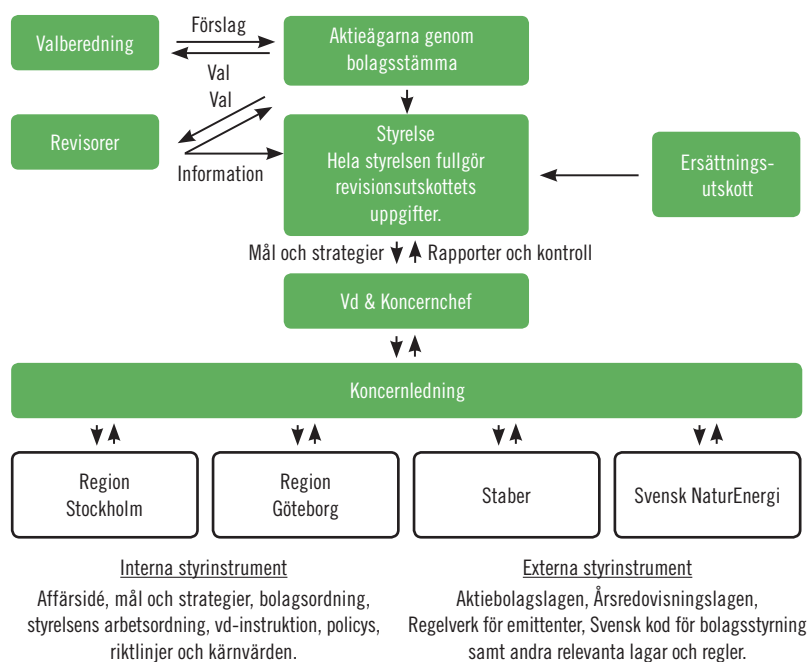 Valberedning
Förslag
Val
Aktieägarna genom
bolagsstämma
Val
Revisorer
Information
Styrelse
Hela styrelsen fullgör
revisionsutskottets
uppgifter.
Ersättnings-
utskott
Mål och strategier
Rapporter och kontroll
Vd & Koncernchef
Koncernledning
Region
Stockholm
Region
Göteborg
Staber
Svensk NaturEnergi
Interna styrinstrument
Affärsidé, mål och strategier, bolagsordning,
styrelsens arbetsordning, vd-instruktion, policys,
riktlinjer och kärnvärden.
Externa styrinstrument
Aktiebolagslagen, Årsredovisningslagen,
Regelverk för emittenter, Svensk kod för bolagsstyrning
samt andra relevanta lagar och regler.